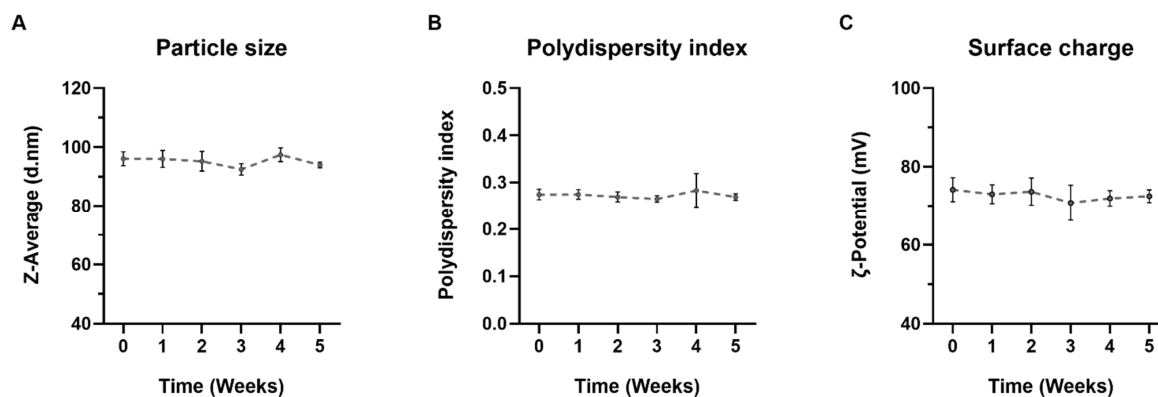 A
Particle size
Z-Average (d.nm)
120
100
80
60
40
0 1 2 3 4 5
Time (Weeks)
B
Polydispersity index
Polydispersity index
0.5
0.4
0.3
0.2
0.1
0.0
0 1 2 3 4 5
Time (Weeks)
C
Surface charge
ζ-Potential (mV)
100
80
60
40
0 1 2 3 4 5
Time (Weeks)